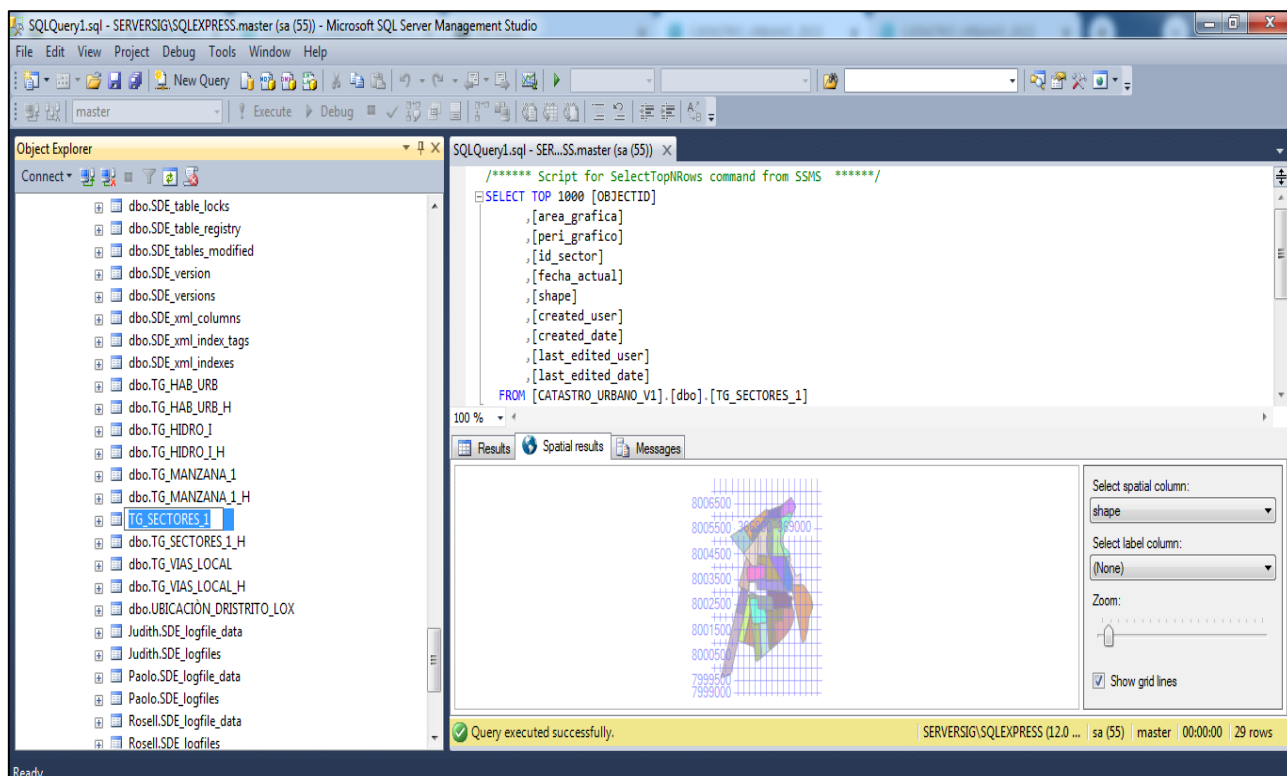 SQLQuery1.sql - SERVERSIG\SQLEXPRESS.master (sa (55)) - Microsoft SQL Server Management Studio
File Edit View Project Debug Tools Window Help
New Query
master Execute Debug
Object Explorer
Connect
dbo.SDE_table_locks
dbo.SDE_table_registry
dbo.SDE_tables_modified
dbo.SDE_version
dbo.SDE_versions
dbo.SDE_xml_columns
dbo.SDE_xml_index_tags
dbo.SDE_xml_indexes
dbo.TG_HAB_URB
dbo.TG_HAB_URB_H
dbo.TG_HIDRO_I
dbo.TG_HIDRO_I_H
dbo.TG_MANZANA_1
dbo.TG_MANZANA_1_H
TG_SECTORES_1
dbo.TG_SECTORES_1_H
dbo.TG_VIAS_LOCAL
dbo.TG_VIAS_LOCAL_H
dbo.UBICACIÒN_DRISTRITO_LOX
Judith.SDE_logfile_data
Judith.SDE_logfiles
Paolo.SDE_logfile_data
Paolo.SDE_logfiles
Rosell.SDE_logfile_data
Rosell.SDE_logfiles
SQLQuery1.sql - SER...SS.master (sa (55))
/****** Script for SelectTopNRows command from SSMS ******/
SELECT TOP 1000 [OBJECTID]
,[area_grafica]
,[peri_grafico]
,[id_sector]
,[fecha_actual]
,[shape]
,[created_user]
,[created_date]
,[last_edited_user]
,[last_edited_date]
FROM [CATASTRO_URBANO_V1].[dbo].[TG_SECTORES_1]
100 %
Results Spatial results Messages
8006500
8005500
8004500
8003500
8002500
8001500
8000500
7999500
7999000
Select spatial column:
shape
Select label column:
(None)
Zoom:
Show grid lines
Query executed successfully.
SERVERSIG\SQLEXPRESS (12.0 ... sa (55) master 00:00:00 29 rows
Ready